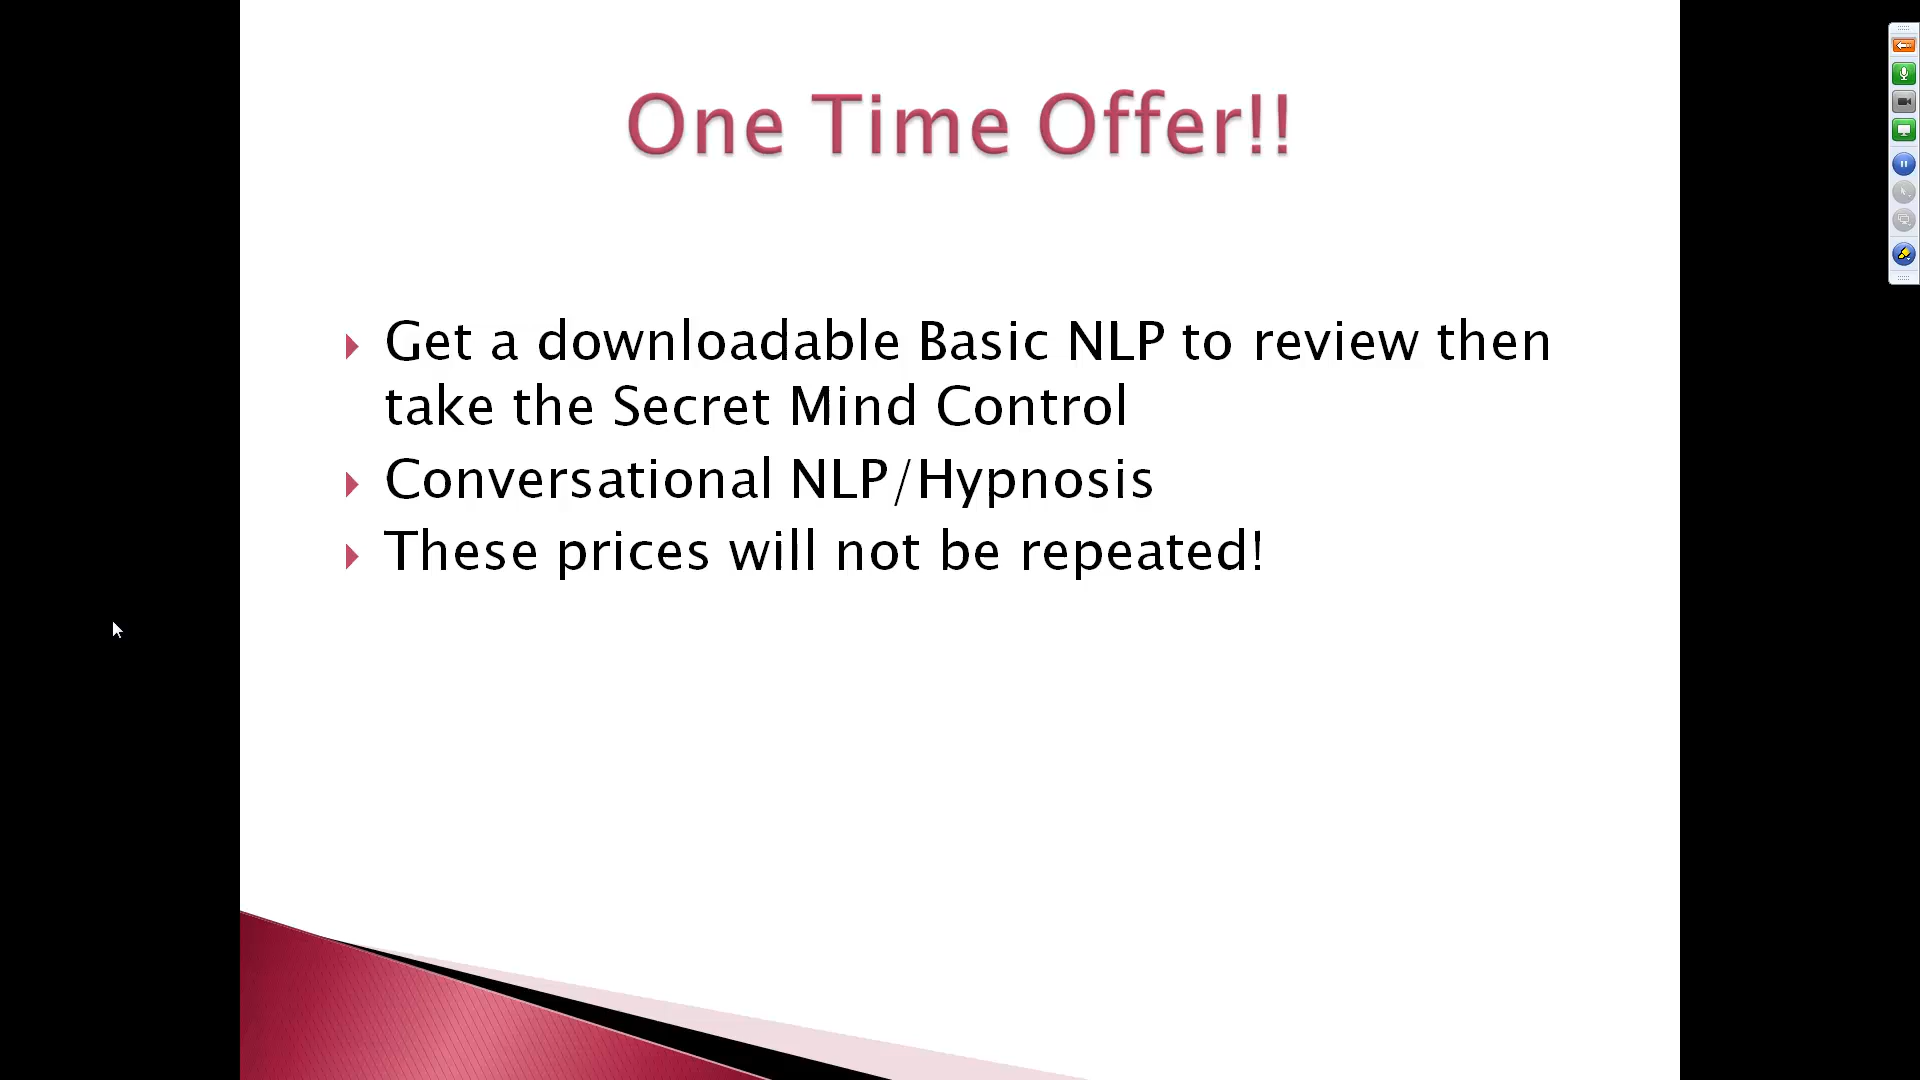 One Time Offer!!
Get a downloadable Basic NLP to review then
take the Secret Mind Control
Conversational NLP/Hypnosis
These prices will not be repeated!